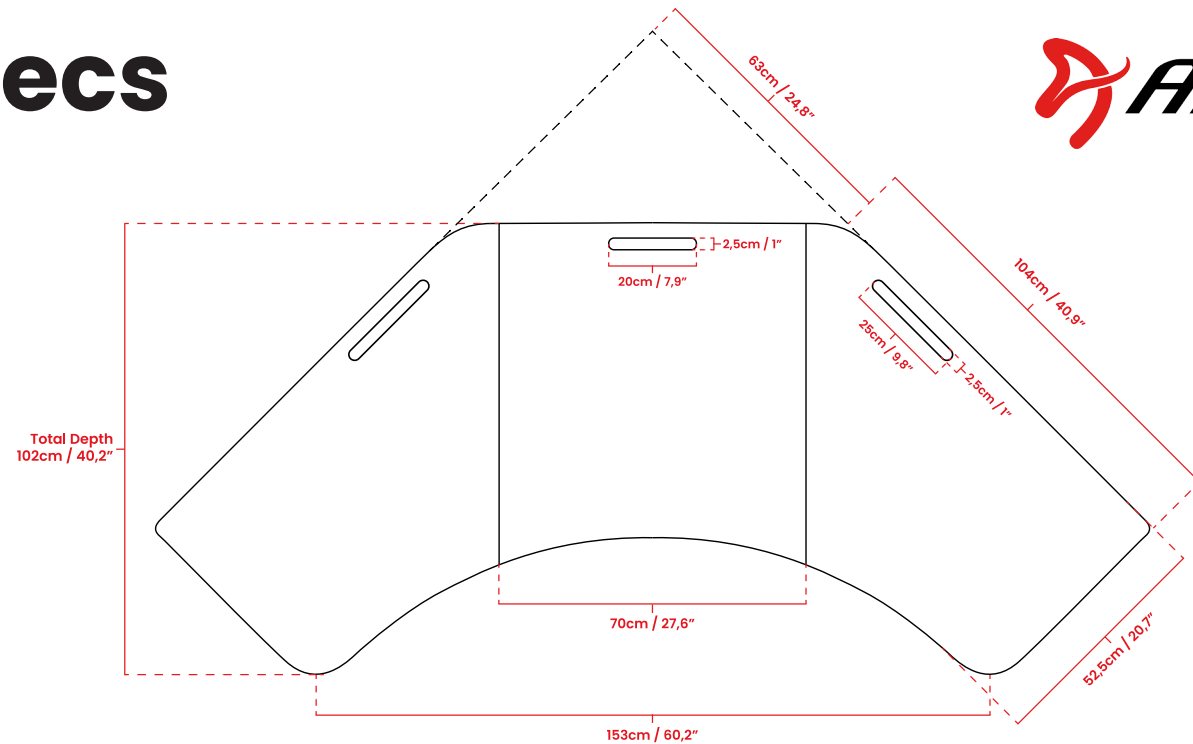 ecs
A
63cm / 24,8”
104cm / 40,9”
2,5cm / 1”
20cm / 7,9”
25cm / 9,8”
2,5cm / 1”
Total Depth
102cm / 40,2”
70cm / 27,6”
52,5cm / 20,7”
153cm / 60,2”